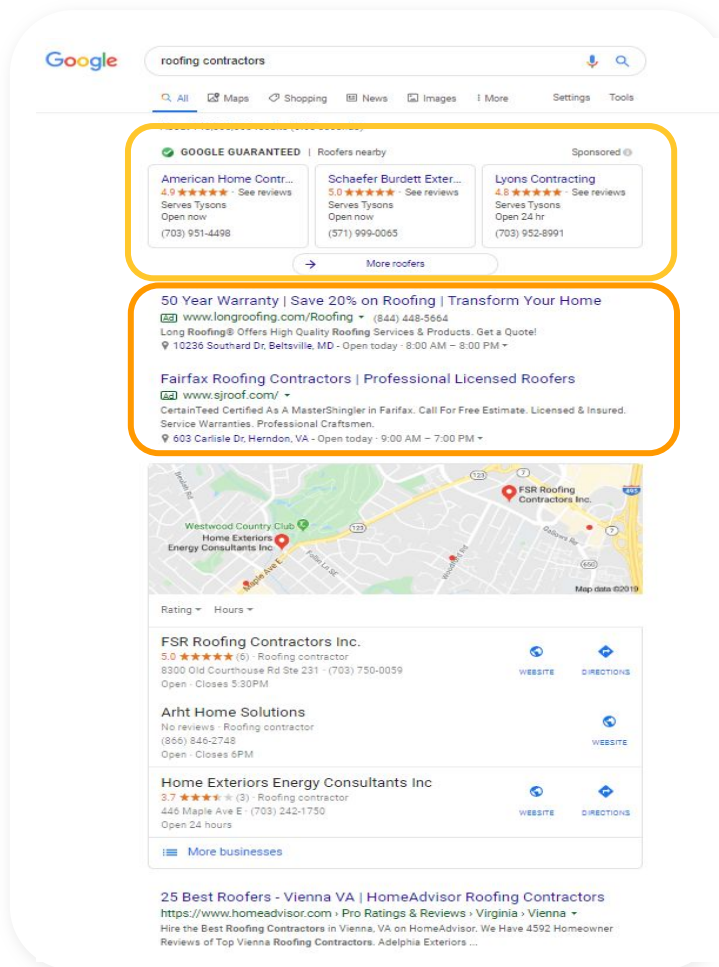 Google
roofing contractors
All Maps Shopping News Images More Settings Tools
GOOGLE GUARANTEED | Roofers nearby Sponsored
American Home Contr...
4.9 ★★★★★ · See reviews
Serves Tysons
Open now
(703) 951-4498
Schaefer Burdett Exter...
5.0 ★★★★★ · See reviews
Serves Tysons
Open now
(571) 999-0065
Lyons Contracting
4.8 ★★★★★ · See reviews
Serves Tysons
Open 24 hr
(703) 952-8991
→ More roofers
50 Year Warranty | Save 20% on Roofing | Transform Your Home
Ad www.longroofing.com/Roofing (844) 448-5664
Long Roofing® Offers High Quality Roofing Services & Products. Get a Quote!
10236 Southard Dr, Beltsville, MD - Open today · 8:00 AM – 8:00 PM
Fairfax Roofing Contractors | Professional Licensed Roofers
Ad www.sjroof.com/
CertainTeed Certified As A MasterShingler in Farifax. Call For Free Estimate. Licensed & Insured.
Service Warranties. Professional Craftsmen.
603 Carlisle Dr, Herndon, VA - Open today · 9:00 AM – 7:00 PM
123
7
FSR Roofing
Contractors Inc.
495
Westwood Country Club
123
Home Exteriors
Energy Consultants Inc
Gallows Rd
7
Maple Ave E
650
Map data ©2019
Rating Hours
FSR Roofing Contractors Inc.
5.0 ★★★★★ (6) · Roofing contractor
8300 Old Courthouse Rd Ste 231 · (703) 750-0059
Open · Closes 5:30PM
WEBSITE DIRECTIONS
Arht Home Solutions
No reviews · Roofing contractor
(866) 846-2748
Open · Closes 6PM
WEBSITE
Home Exteriors Energy Consultants Inc
3.7 ★★★★★ (3) · Roofing contractor
446 Maple Ave E · (703) 242-1750
Open 24 hours
WEBSITE DIRECTIONS
More businesses
25 Best Roofers - Vienna VA | HomeAdvisor Roofing Contractors
https://www.homeadvisor.com › Pro Ratings & Reviews › Virginia › Vienna
Hire the Best Roofing Contractors in Vienna, VA on HomeAdvisor. We Have 4592 Homeowner
Reviews of Top Vienna Roofing Contractors. Adelphia Exteriors ...